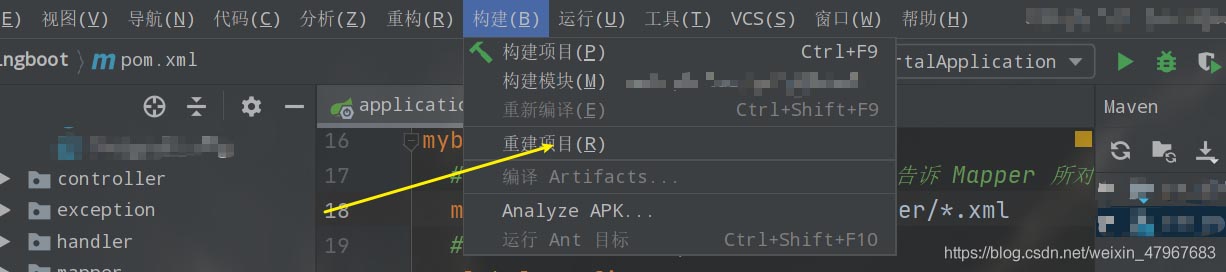 E) 视图(V) 导航(N) 代码(C) 分析(Z) 重构(R) 构建(B) 运行(U) 工具(T) VCS(S) 窗口(W) 帮助(H)
ngboot pom.xml
构建项目(P) Ctrl+F9
rtalApplication
构建模块(M)
applicatio
重新编译(E) Ctrl+Shift+F9
Maven
16 myb
重建项目(R)
controller
17 #
编译 Artifacts...
告诉 Mapper 所对
exception
18 m
Analyze APK...
er/*.xml
handler
19 #
运行 Ant 目标 Ctrl+Shift+F10
mapper
https://blog.csdn.net/weixin_47967683